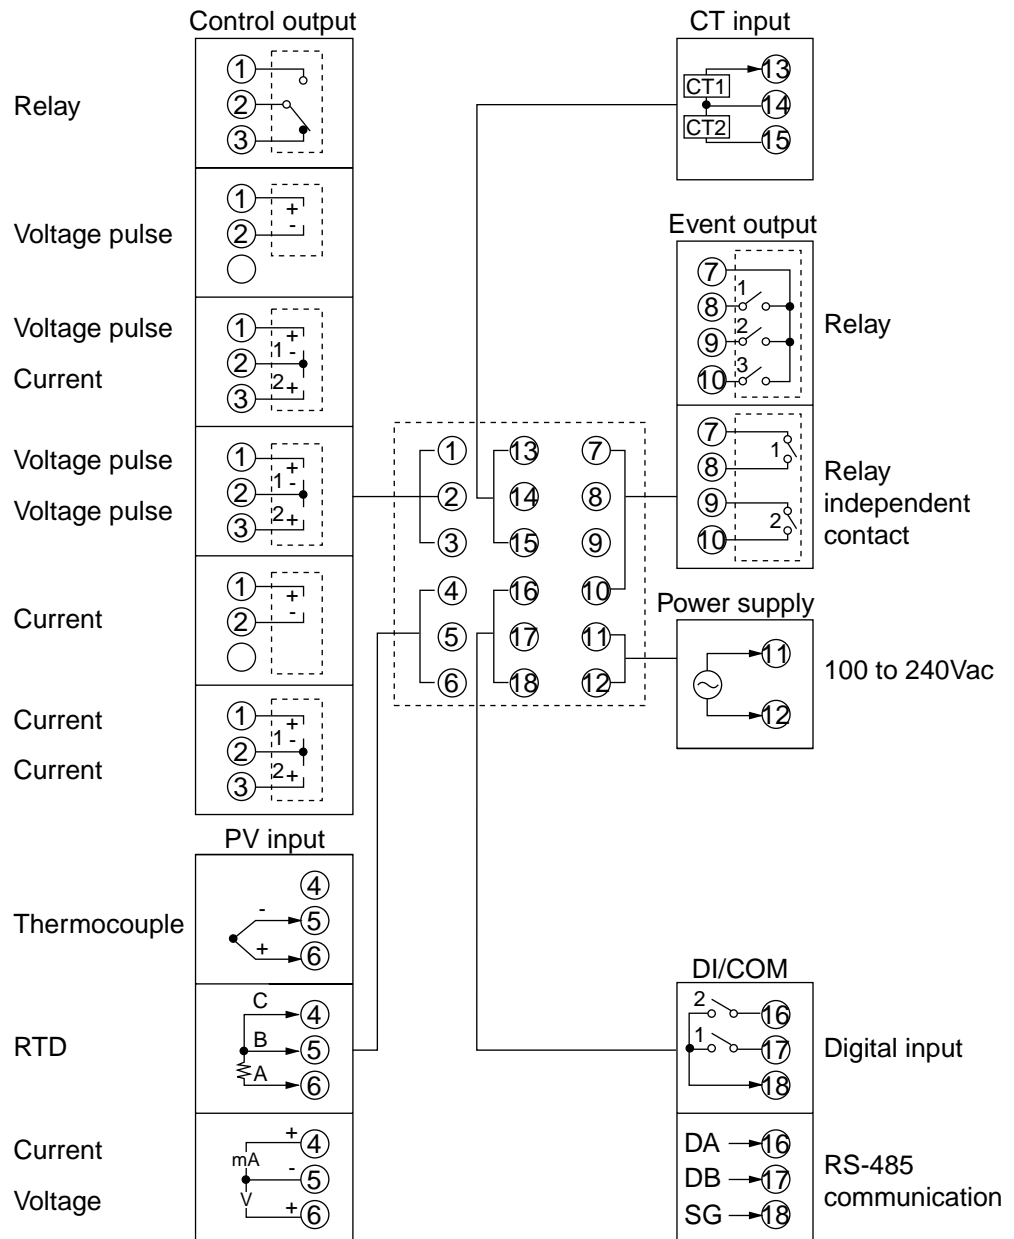 Control output
Relay
1
2
3
Voltage pulse
1
+
-
2
Voltage pulse
Current
1
+
1 -
2
2 +
3
Voltage pulse
Voltage pulse
1
+
1 -
2
2 +
3
Current
1
+
-
2
Current
Current
1
+
1 -
2
2 +
3
PV input
Thermocouple
4
-
5
+
6
RTD
C
4
B
5
A
6
Current
Voltage
+
4
mA
-
5
V
+
6
1 13 7
2 14 8
3 15 9
4 16 10
5 17 11
6 18 12
CT input
13
CT1
14
CT2
15
Event output
7
1
8
2
9
3
10
Relay
7
1
8
9
2
10
Relay
independent
contact
Power supply
11
12
100 to 240Vac
DI/COM
2
16
1
17
18
Digital input
DA 16
DB 17
SG 18
RS-485
communication